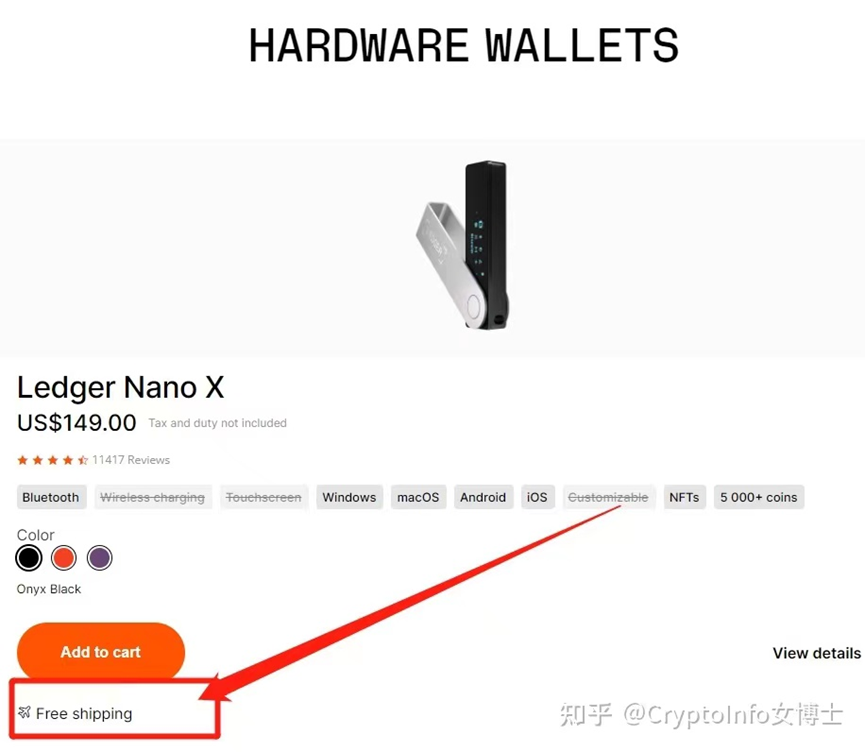 HARDWARE WALLETS
Ledger Nano X
US$149.00 Tax and duty not included
11417 Reviews
Bluetooth Wireless charging Touchscreen Windows macOS Android iOS Customizable NFTs 5 000+ coins
Color
Onyx Black
Add to cart
View details
Free shipping
知乎 @CryptoInfo女博士